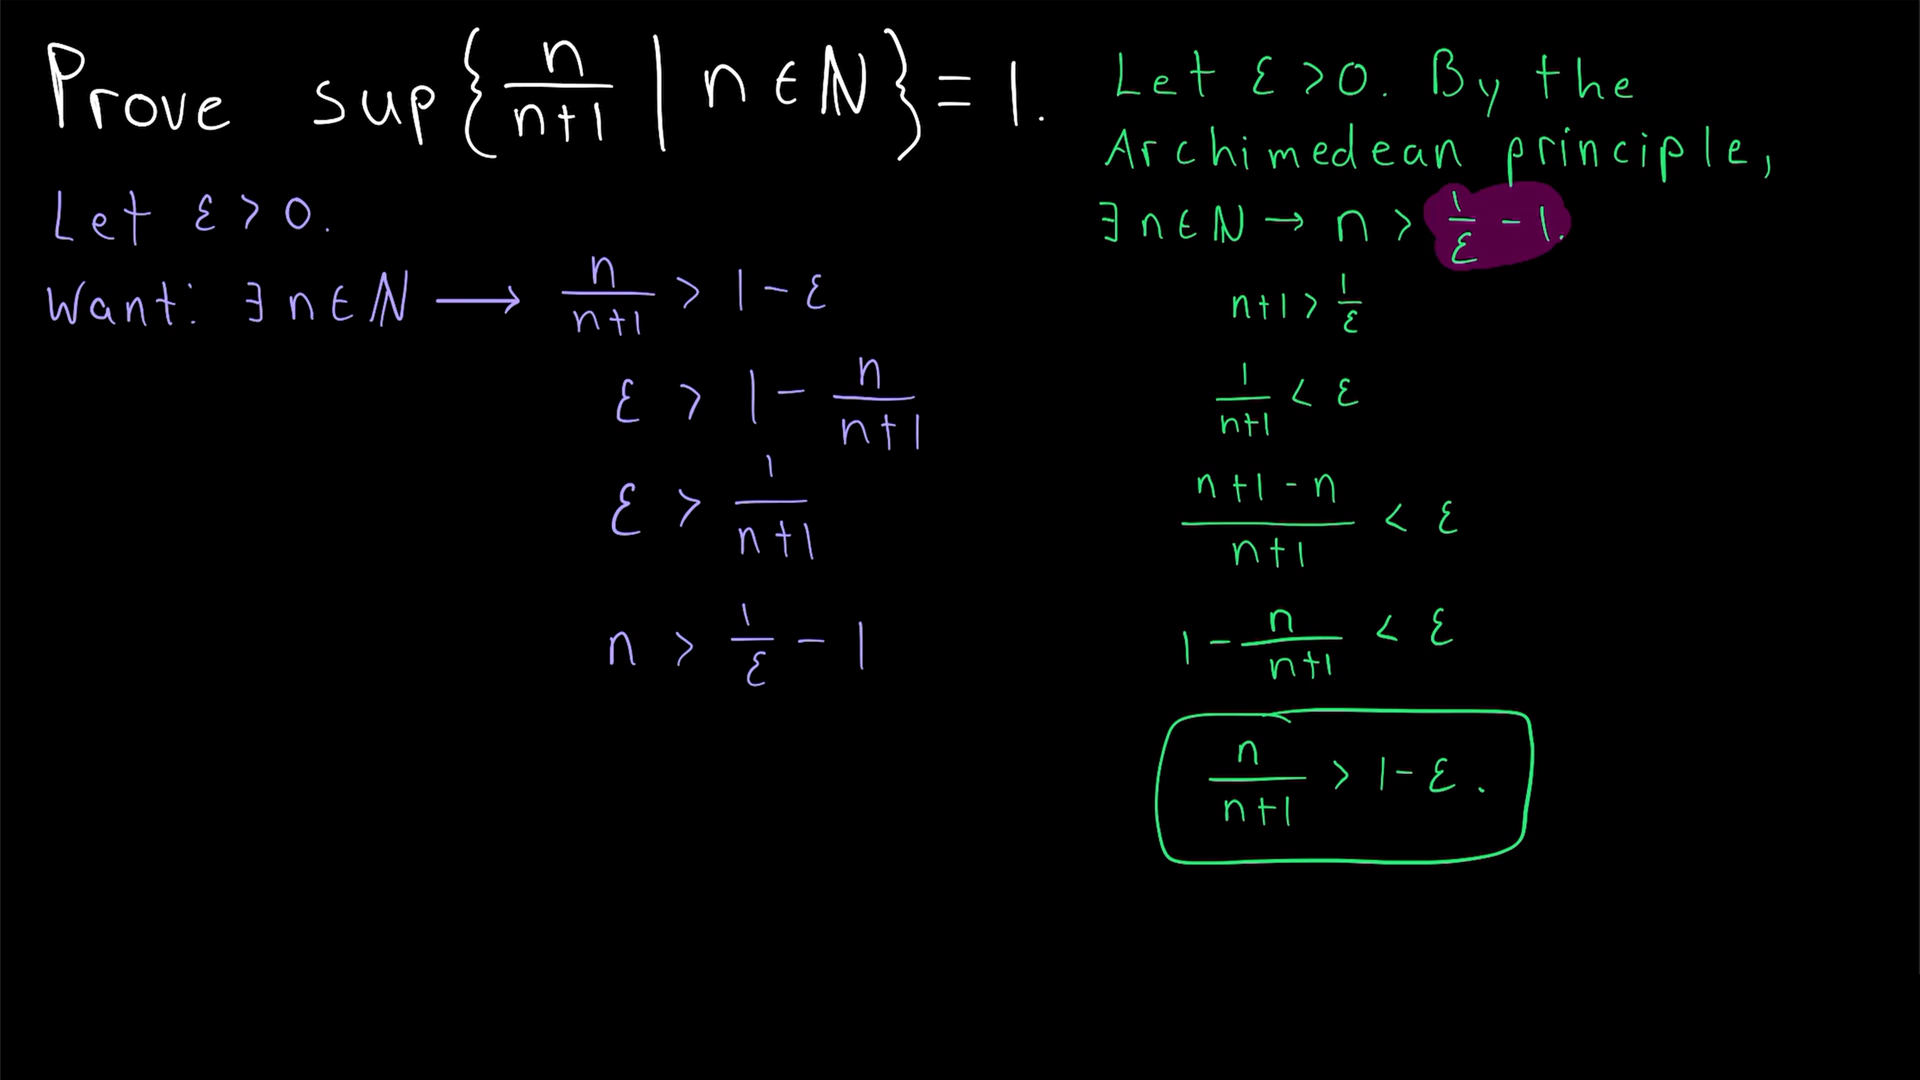 Prove sup{n/(n+1) | n ∈ ℕ} = 1.
Let ε > 0.
Want: ∃ n ∈ ℕ → n/(n+1) > 1 - ε
ε > 1 - n/(n+1)
ε > 1/(n+1)
n > 1/ε - 1
Let ε > 0. By the
Archimedean principle,
∃ n ∈ ℕ → n > 1/ε - 1.
n+1 > 1/ε
1/(n+1) < ε
(n+1-n)/(n+1) < ε
1 - n/(n+1) < ε
n/(n+1) > 1 - ε.